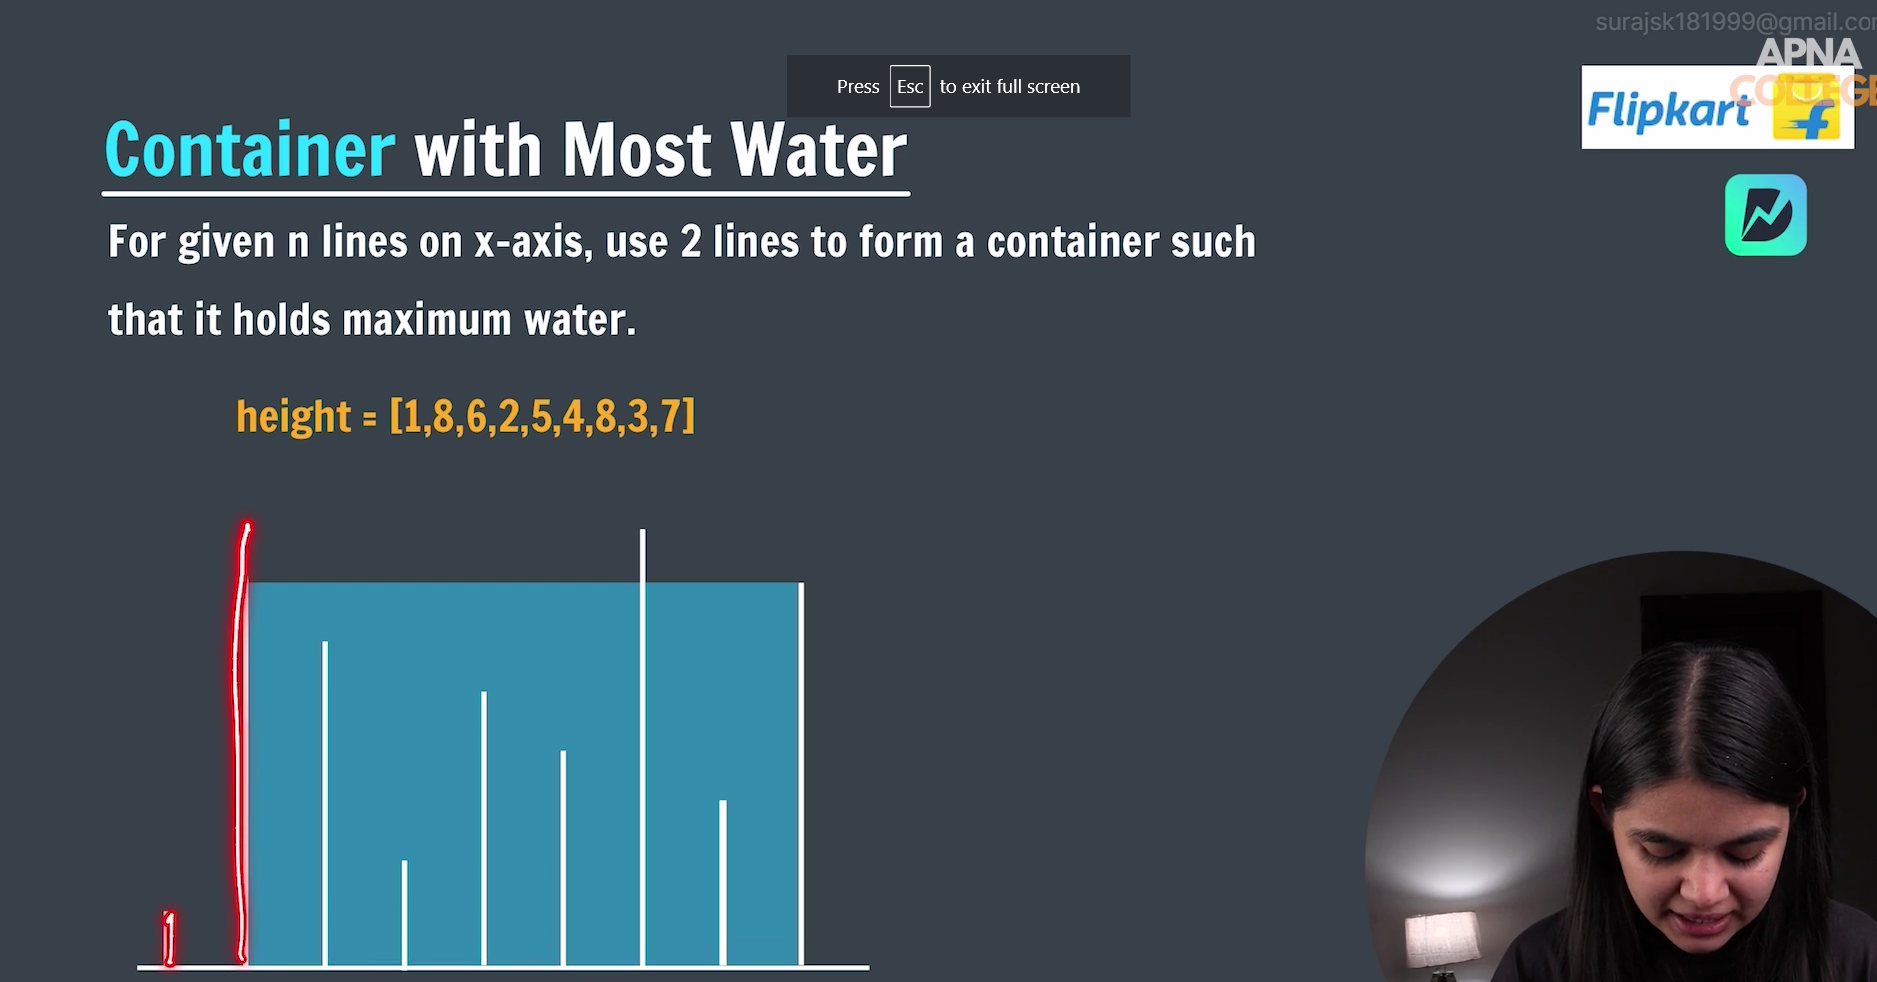 surajsk181999@gmail.co
APNA
COLLEGE
Press Esc to exit full screen
Flipkart
Container with Most Water
For given n lines on x-axis, use 2 lines to form a container such
that it holds maximum water.
height = [1,8,6,2,5,4,8,3,7]